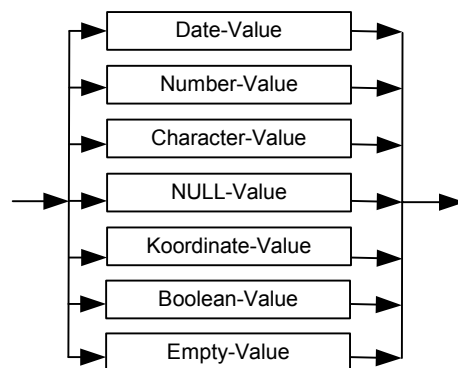 Date-Value
Number-Value
Character-Value
NULL-Value
Koordinate-Value
Boolean-Value
Empty-Value